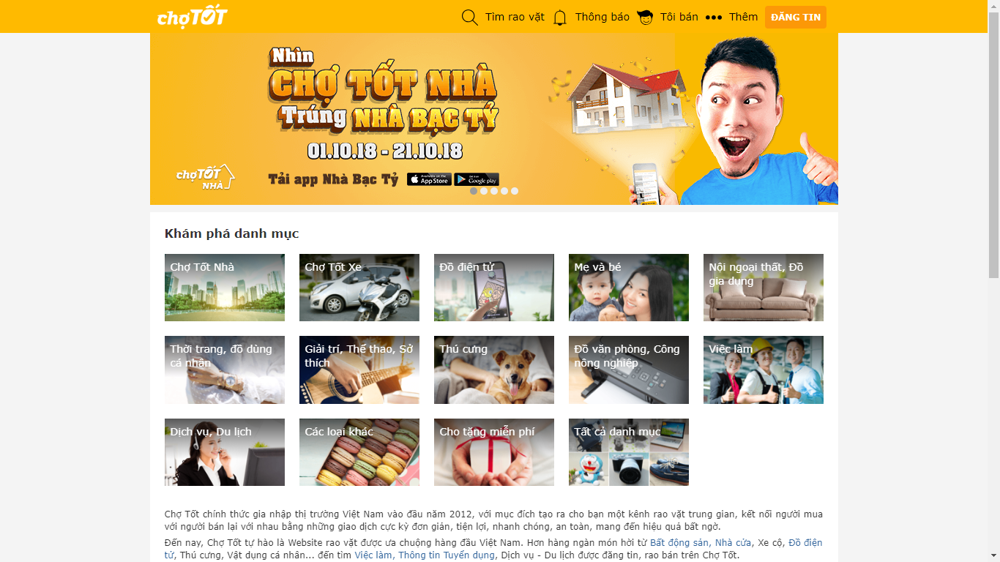 chợTỐT
Tìm rao vặt
Thông báo
Tôi bán
Thêm
ĐĂNG TIN
Nhìn
CHỢ TỐT NHÀ
Trúng NHÀ BẠC TỶ
01.10.18 - 21.10.18
chợTỐT
NHÀ
Tải app Nhà Bạc Tỷ
App Store
Google play
Khám phá danh mục
Chợ Tốt Nhà
Chợ Tốt Xe
Đồ điện tử
Mẹ và bé
Nội ngoại thất, Đồ
gia dụng
Thời trang, đồ dùng
cá nhân
Giải trí, Thể thao, Sở
thích
Thú cưng
Đồ văn phòng, Công
nông nghiệp
Việc làm
Dịch vụ, Du lịch
Các loại khác
Cho tặng miễn phí
Tất cả danh mục
Chợ Tốt chính thức gia nhập thị trường Việt Nam vào đầu năm 2012, với mục đích tạo ra cho bạn một kênh rao vặt trung gian, kết nối người mua
với người bán lại với nhau bằng những giao dịch cực kỳ đơn giản, tiện lợi, nhanh chóng, an toàn, mang đến hiệu quả bất ngờ.
Đến nay, Chợ Tốt tự hào là Website rao vặt được ưa chuộng hàng đầu Việt Nam. Hơn hàng ngàn món hời từ Bất động sản, Nhà cửa, Xe cộ, Đồ điện
tử, Thú cưng, Vật dụng cá nhân... đến tìm Việc làm, Thông tin Tuyển dụng, Dịch vụ - Du lịch được đăng tin, rao bán trên Chợ Tốt.